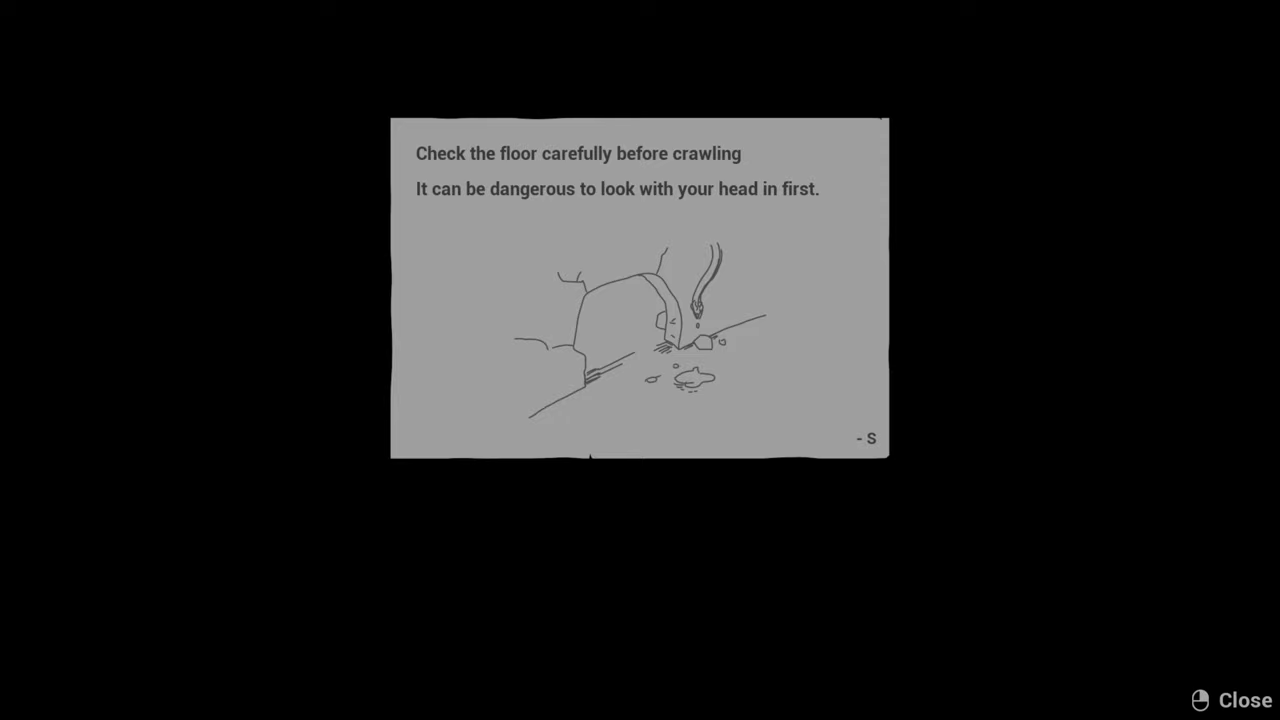 Check the floor carefully before crawling
It can be dangerous to look with your head in first.
- S
Close